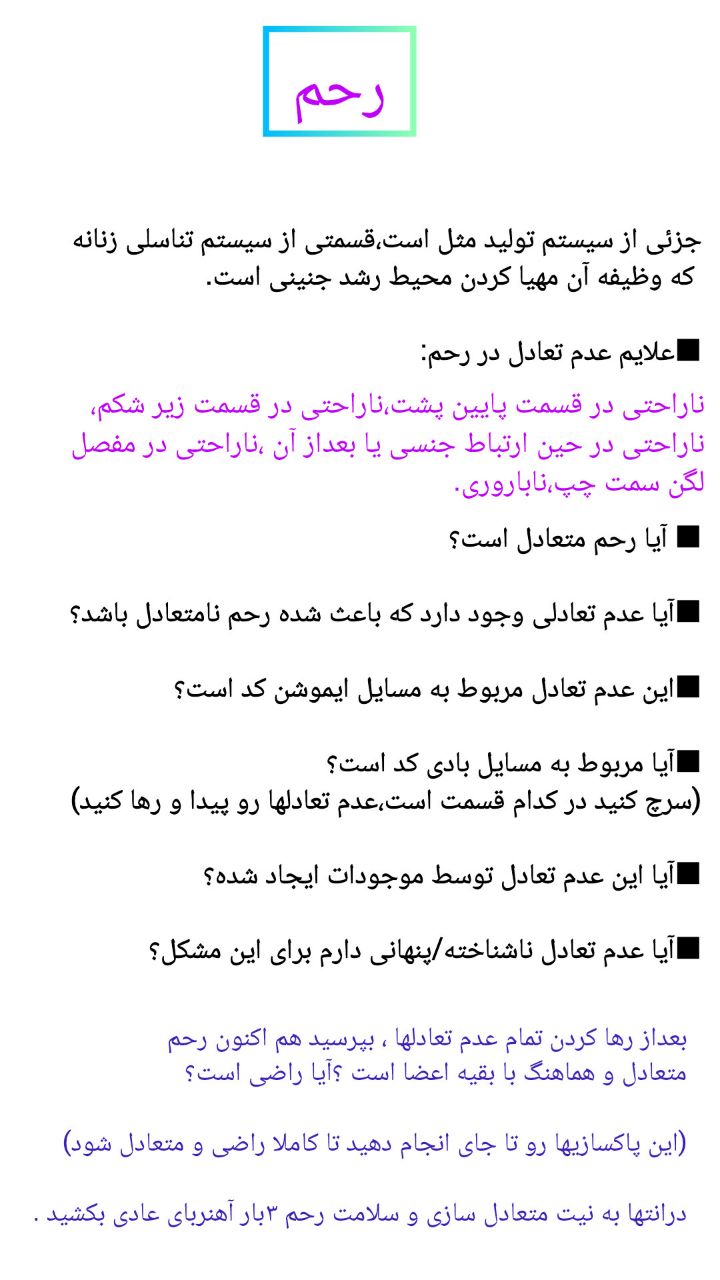 رحم
جزئی از سیستم تولید مثل است،قسمتی از سیستم تناسلی زنانه
که وظیفه آن مهیا کردن محیط رشد جنینی است.
■علایم عدم تعادل در رحم:
ناراحتی در قسمت پایین پشت،ناراحتی در قسمت زیر شکم،
ناراحتی در حین ارتباط جنسی یا بعداز آن ،ناراحتی در مفصل
لگن سمت چپ،ناباروری.
■ آیا رحم متعادل است؟
■آیا عدم تعادلی وجود دارد که باعث شده رحم نامتعادل باشد؟
■این عدم تعادل مربوط به مسایل ایموشن کد است؟
■آیا مربوط به مسایل بادی کد است؟
(سرچ کنید در کدام قسمت است،عدم تعادلها رو پیدا و رها کنید)
■آیا این عدم تعادل توسط موجودات ایجاد شده؟
■آیا عدم تعادل ناشناخته/پنهانی دارم برای این مشکل؟
بعداز رها کردن تمام عدم تعادلها ، بپرسید هم اکنون رحم
متعادل و هماهنگ با بقیه اعضا است ؟آیا راضی است؟
(این پاکسازیها رو تا جای انجام دهید تا کاملا راضی و متعادل شود)
درانتها به نیت متعادل سازی و سلامت رحم ۳بار آهنربای عادی بکشید .